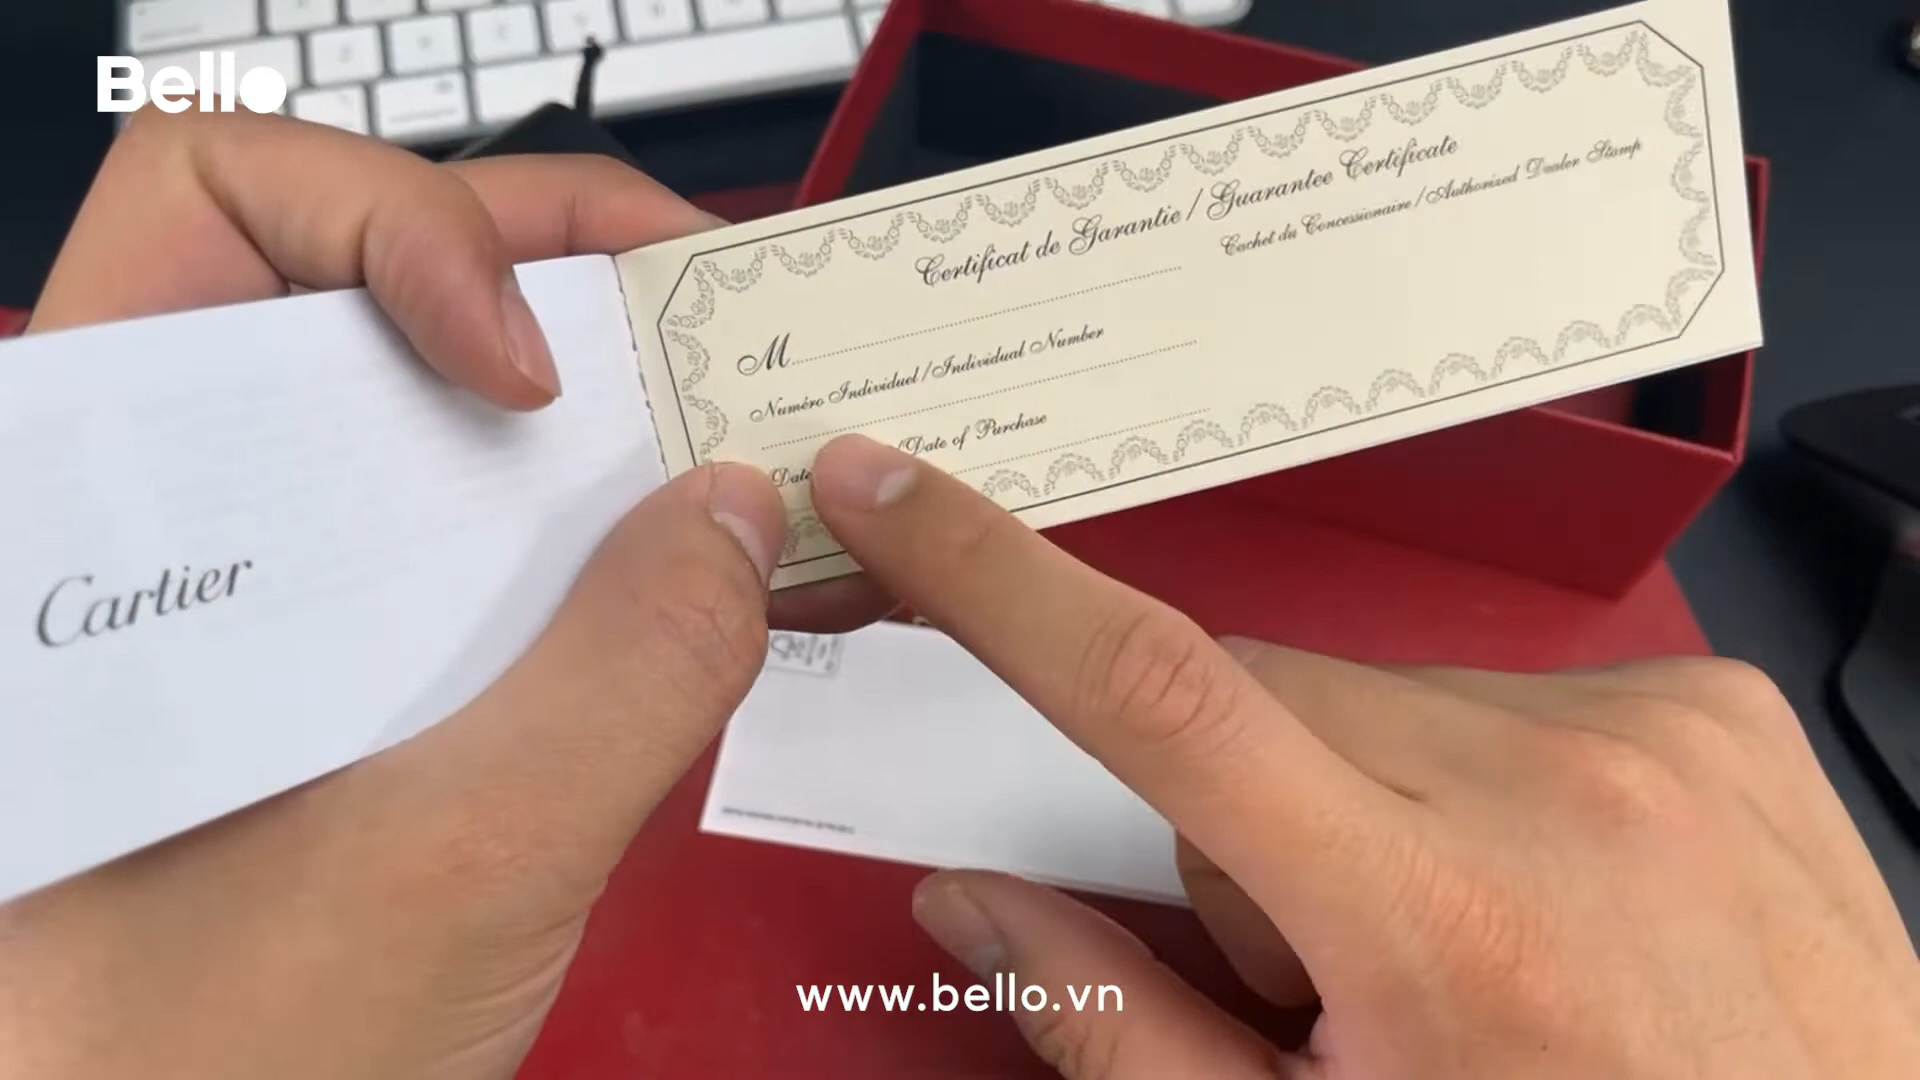 Bello
Certificat de Garantie / Guarantee Certificate
Cachet du Concessionaire / Authorised Dealer Stamp
M
Numéro Individuel / Individual Number
Date /Date of Purchase
Cartier
www.bello.vn